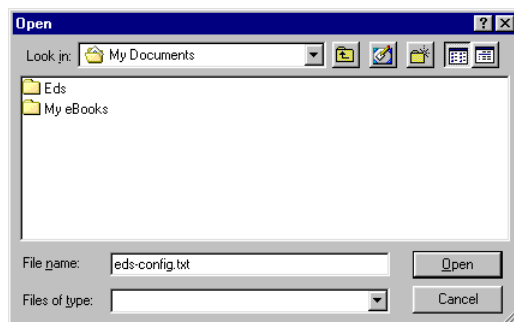 Open
Look in: My Documents
Eds
My eBooks
File name: eds-config.txt Open
Files of type: Cancel